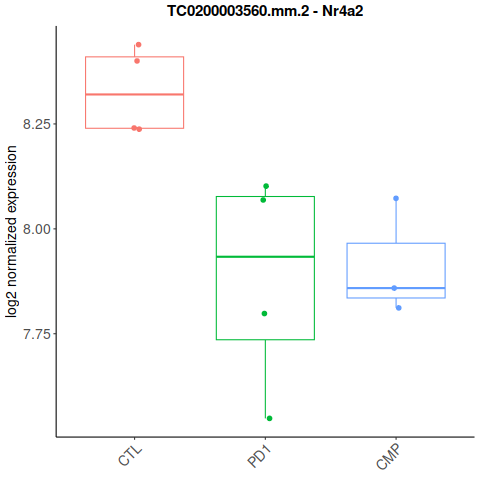 TC0200003560.mm.2 - Nr4a2
log2 normalized expression
8.25
8.00
7.75
CTL
PD1
CMP